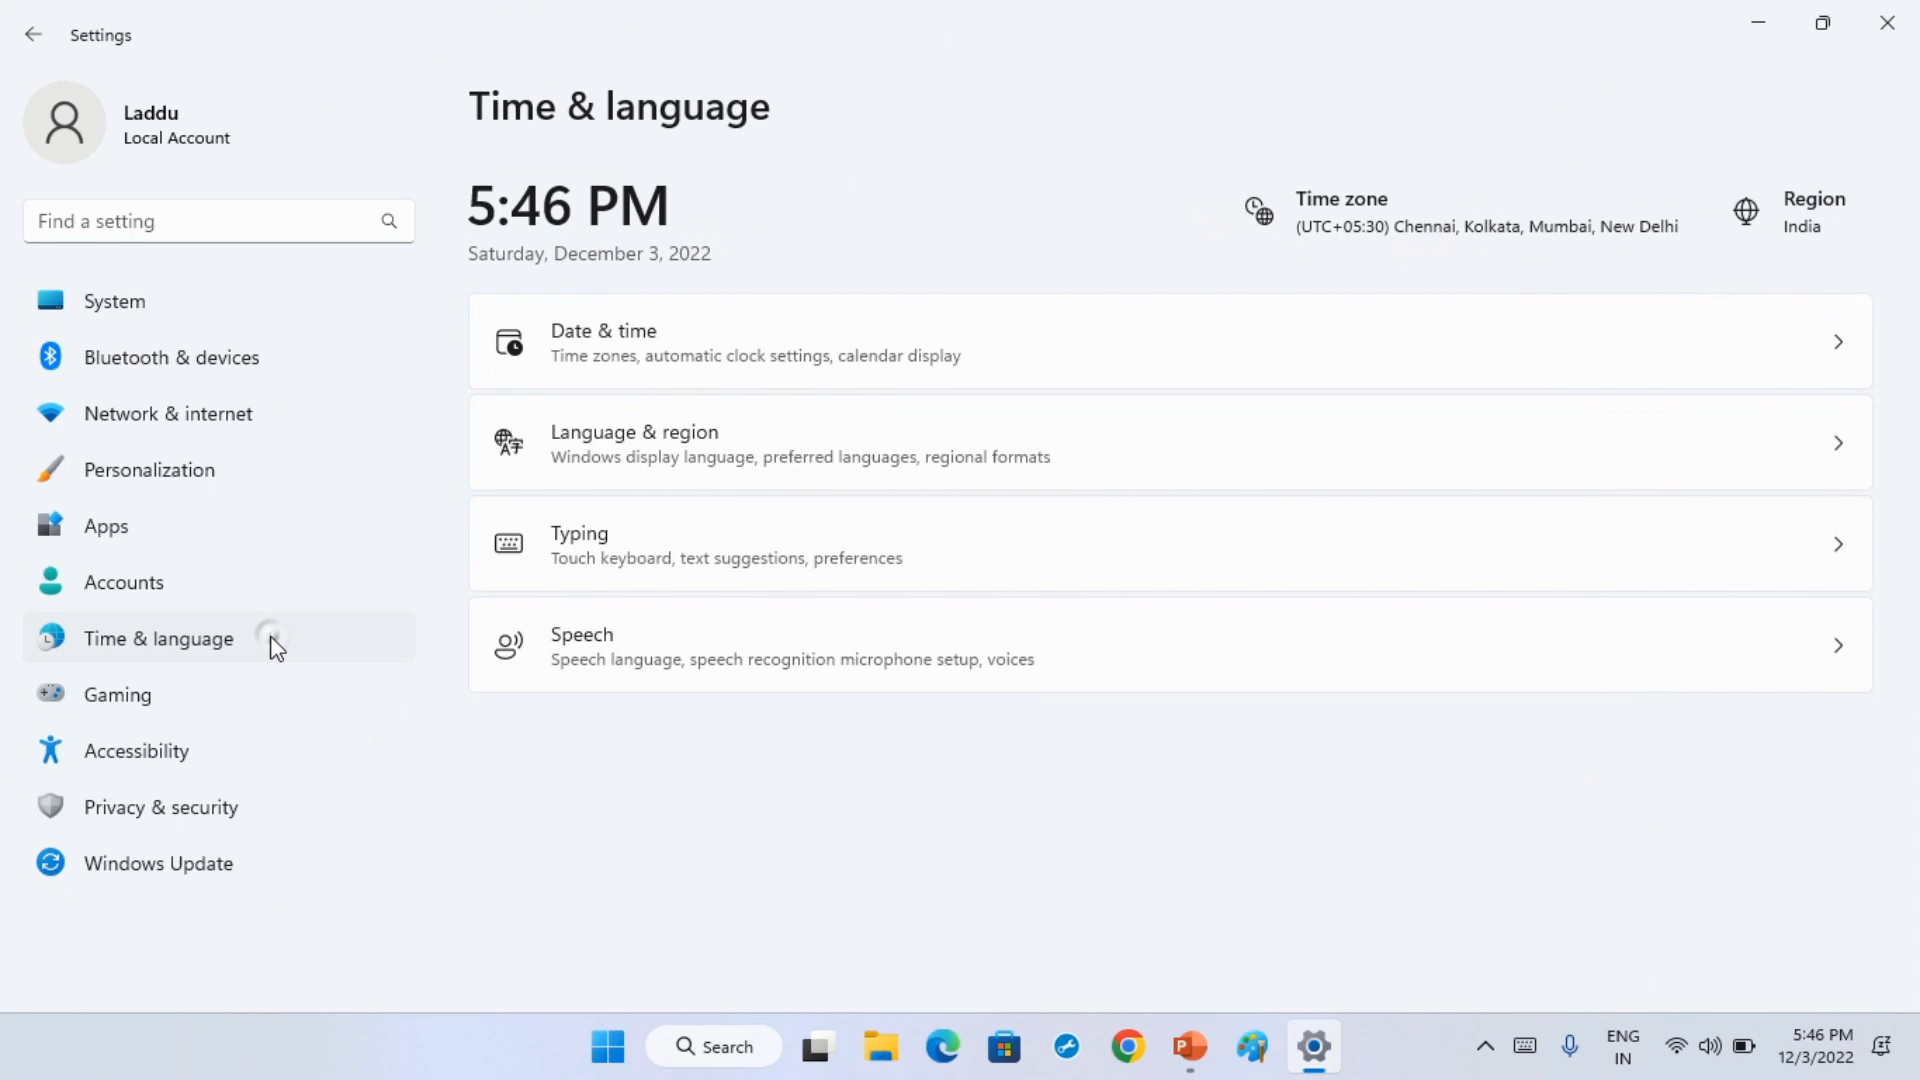 Settings
Laddu
Local Account
Find a setting
System
Bluetooth & devices
Network & internet
Personalization
Apps
Accounts
Time & language
Gaming
Accessibility
Privacy & security
Windows Update
Time & language
5:46 PM
Saturday, December 3, 2022
Time zone
(UTC+05:30) Chennai, Kolkata, Mumbai, New Delhi
Region
India
Date & time
Time zones, automatic clock settings, calendar display
Language & region
Windows display language, preferred languages, regional formats
Typing
Touch keyboard, text suggestions, preferences
Speech
Speech language, speech recognition microphone setup, voices
Search
ENG
IN
5:46 PM
12/3/2022